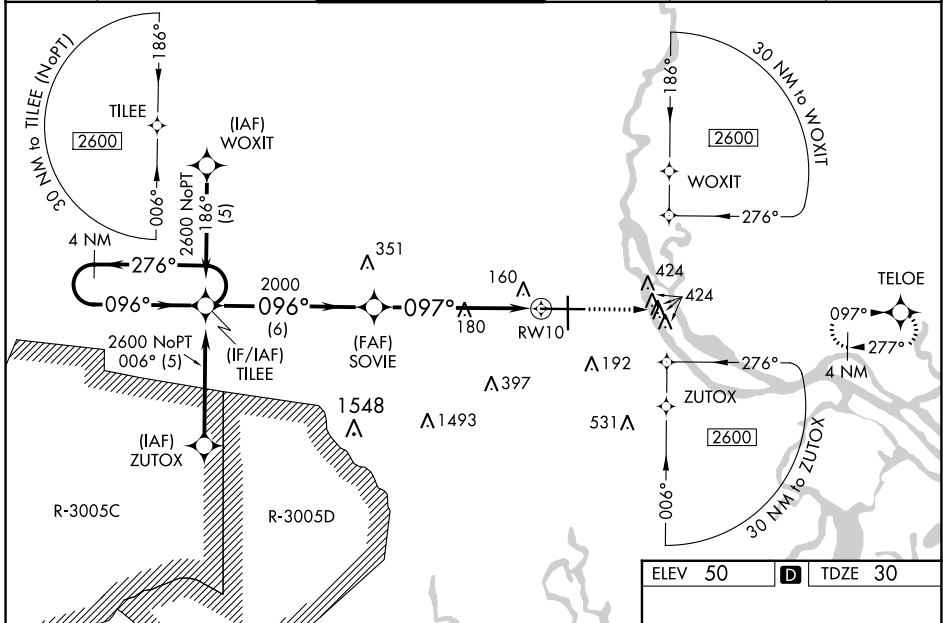 30 NM to TILEE (NoPT)
186°
TILEE
2600
006°
(IAF)
WOXIT
2600 NoPT
186°
(5)
4 NM
276°
096°
2000
096°
(6)
(IF/IAF)
TILEE
2600 NoPT
006° (5)
(IAF)
ZUTOX
351
(FAF)
SOVIE
097°
180
160
RW10
424
424
192
397
1493
1548
531
R-3005C
R-3005D
186°
30 NM to WOXIT
2600
WOXIT
276°
TELOE
097°
277°
4 NM
276°
ZUTOX
2600
006°
30 NM to ZUTOX
ELEV 50 D TDZE 30